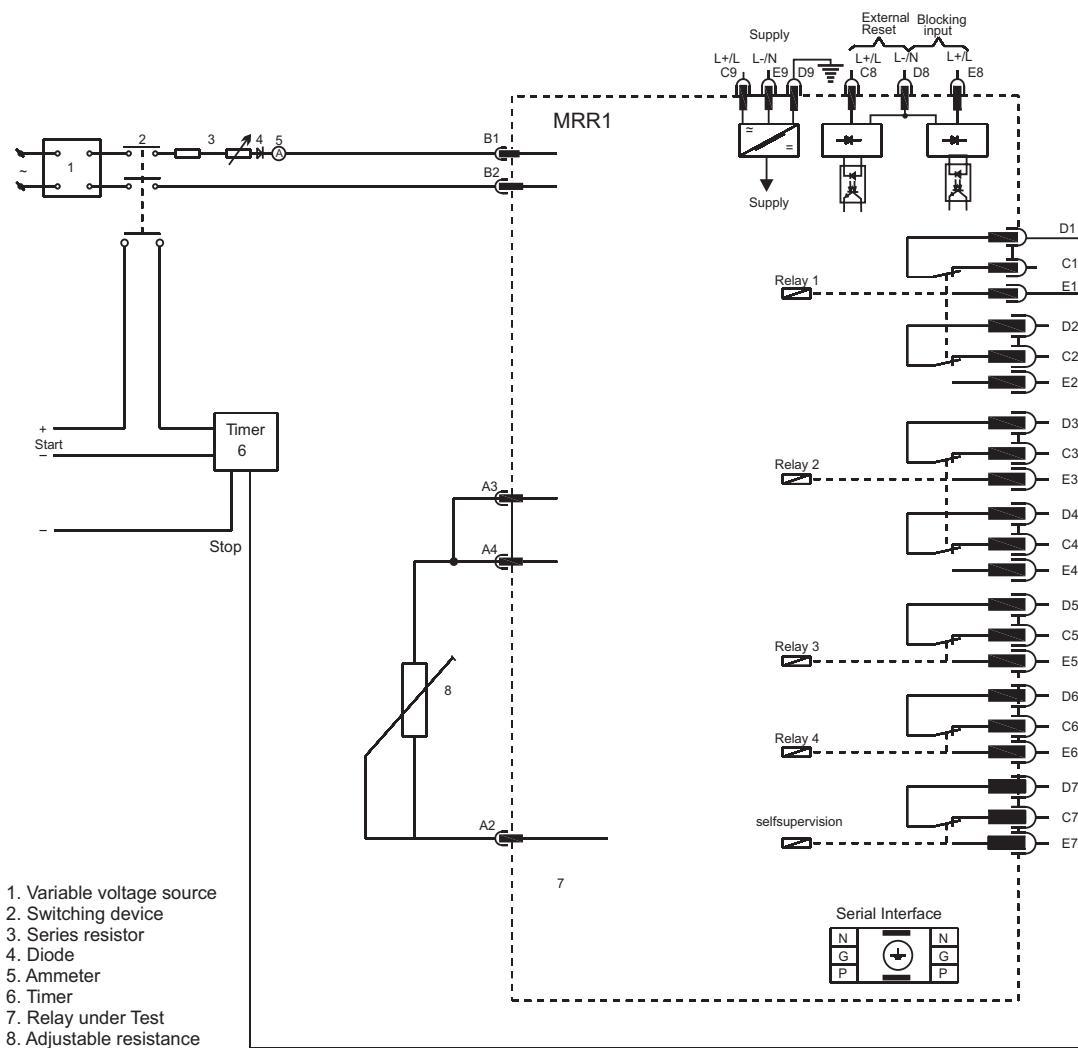 External Reset
Blocking input
Supply
L+/L
L-/N
L+/L
L-/N
L+/L
C9
E9
D9
C8
D8
E8
MRR1
≂
=
Supply
2
3
4
5
A
1
~
B1
B2
D1
C1
E1
Relay 1
D2
C2
E2
+
Start
–
Timer
6
–
Stop
D3
C3
E3
Relay 2
D4
C4
E4
A3
A4
D5
C5
E5
Relay 3
8
D6
C6
E6
Relay 4
D7
C7
E7
selfsupervision
A2
7
Serial Interface
N
G
P
N
G
P
1. Variable voltage source
2. Switching device
3. Series resistor
4. Diode
5. Ammeter
6. Timer
7. Relay under Test
8. Adjustable resistance